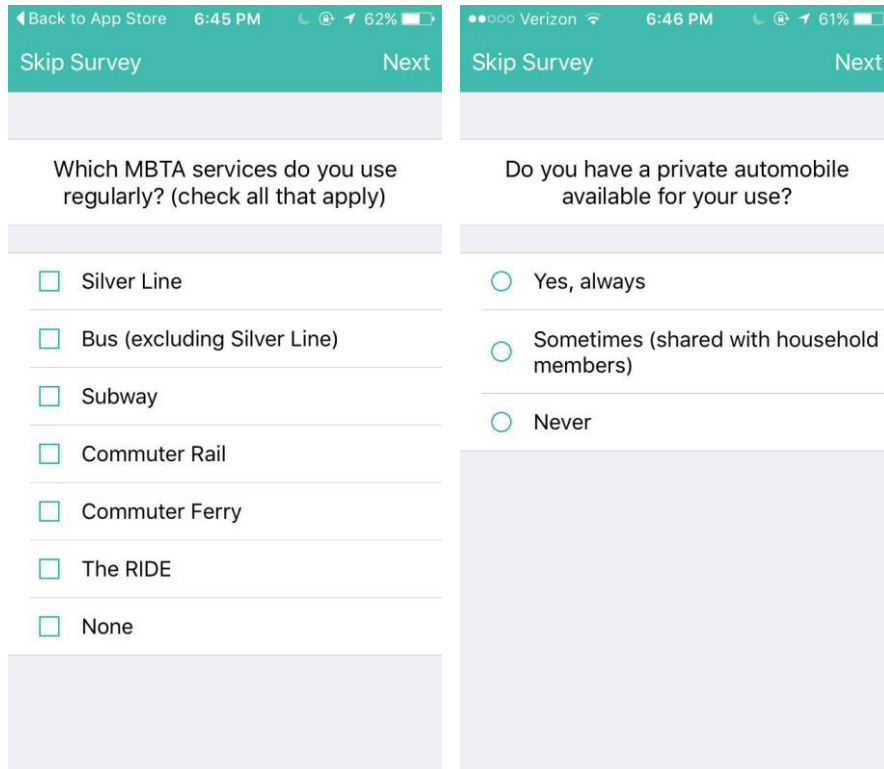 Back to App Store 6:45 PM 62%
Skip Survey Next
Which MBTA services do you use
regularly? (check all that apply)
Silver Line
Bus (excluding Silver Line)
Subway
Commuter Rail
Commuter Ferry
The RIDE
None
Verizon 6:46 PM 61%
Skip Survey Next
Do you have a private automobile
available for your use?
Yes, always
Sometimes (shared with household
members)
Never